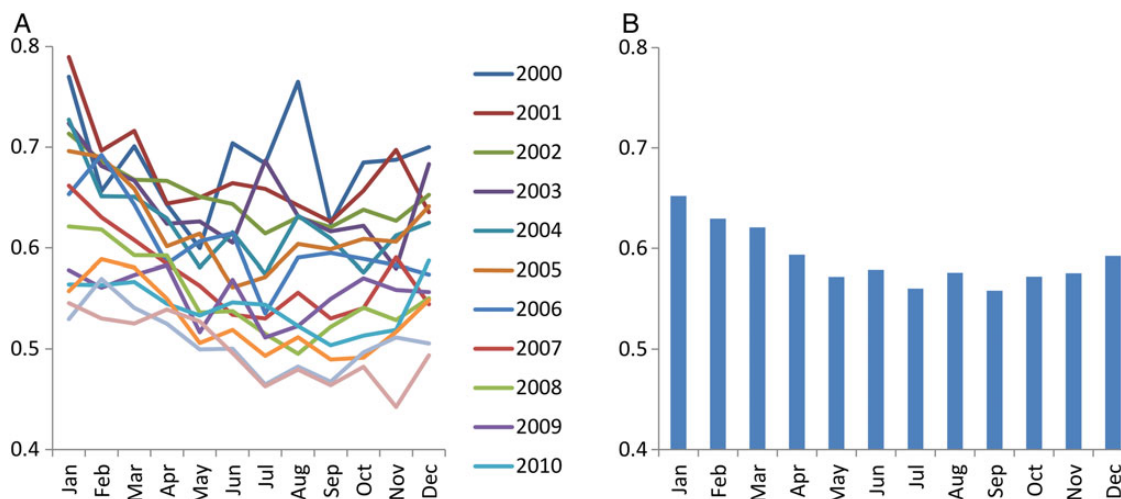 A
0.8
0.7
0.6
0.5
0.4
Jan
Feb
Mar
Apr
May
Jun
Jul
Aug
Sep
Oct
Nov
Dec
2000
2001
2002
2003
2004
2005
2006
2007
2008
2009
2010
B
0.8
0.7
0.6
0.5
0.4
Jan
Feb
Mar
Apr
May
Jun
Jul
Aug
Sep
Oct
Nov
Dec